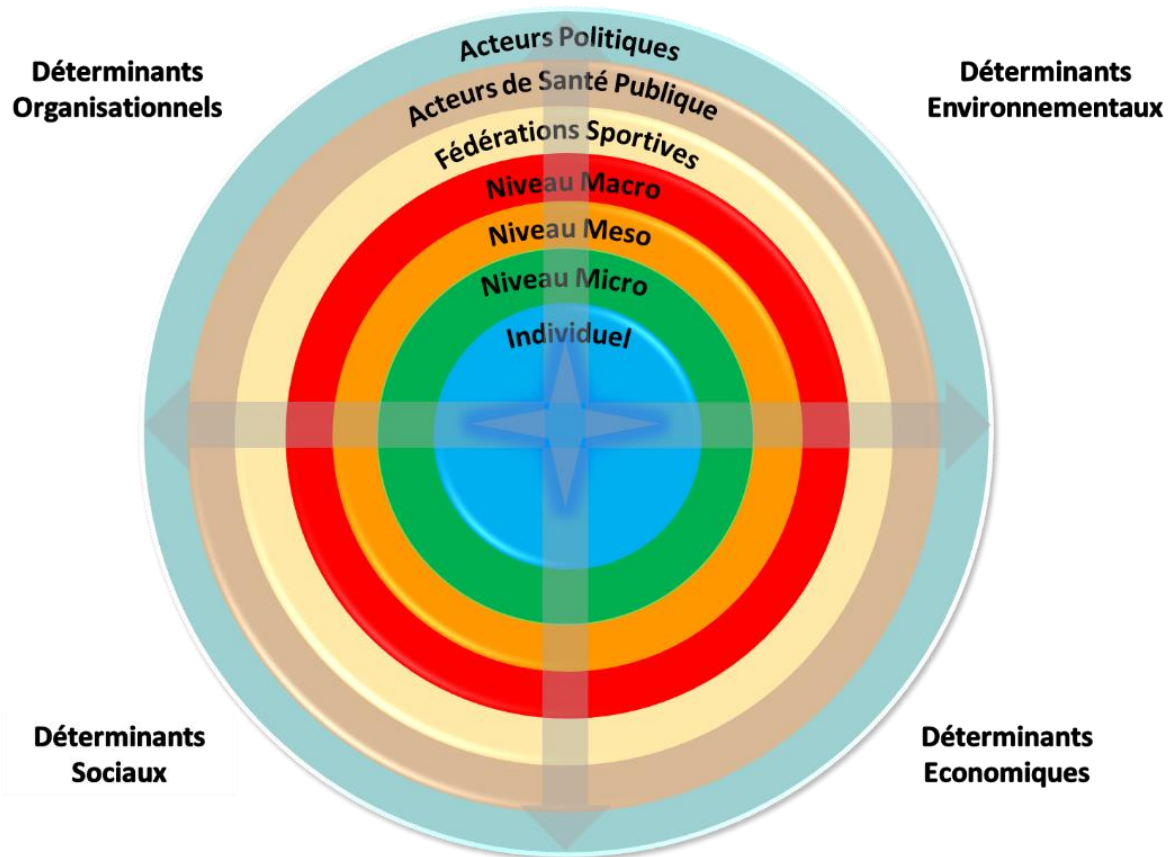 Acteurs Politiques
Déterminants
Organisationnels
Déterminants
Environnementaux
Acteurs de Santé Publique
Fédérations Sportives
Niveau Macro
Niveau Meso
Niveau Micro
Individuel
Déterminants
Sociaux
Déterminants
Economiques